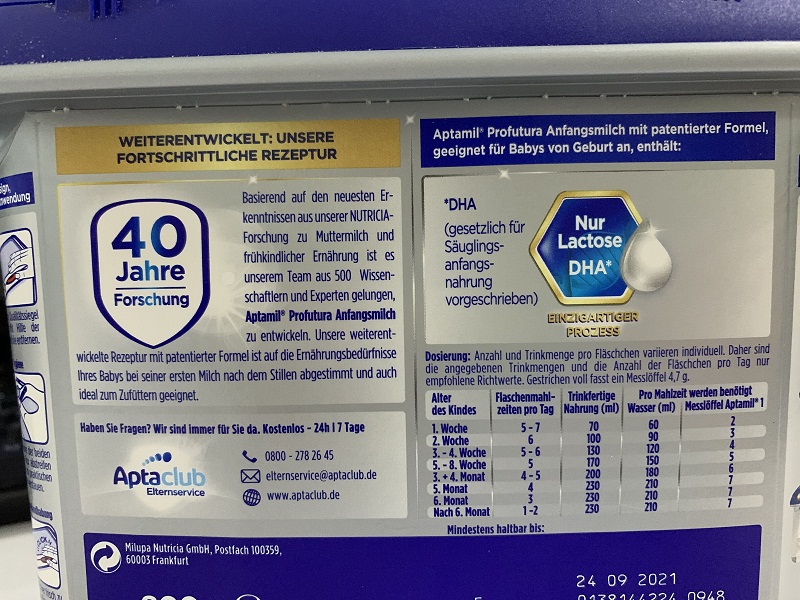 WEITERENTWICKELT: UNSERE
FORTSCHRITTLICHE REZEPTUR
40
Jahre
Forschung
Basierend auf den neuesten Er-
kenntnissen aus unserer NUTRICIA-
Forschung zu Muttermilch und
frühkindlicher Ernährung ist es
unserem Team aus 500 Wissen-
schaftlern und Experten gelungen,
Aptamil® Profutura Anfangsmilch
zu entwickeln. Unsere weiterent-
wickelte Rezeptur mit patentierter Formel ist auf die Ernährungsbedürfnisse
Ihres Babys bei seiner ersten Milch nach dem Stillen abgestimmt und auch
ideal zum Zufüttern geeignet.
Haben Sie Fragen? Wir sind immer für Sie da. Kostenlos - 24h I 7 Tage
Aptaclub
Elternservice
0800 - 278 26 45
elternservice@aptaclub.de
www.aptaclub.de
Milupa Nutricia GmbH, Postfach 100359,
60003 Frankfurt
Aptamil® Profutura Anfangsmilch mit patentierter Formel,
geeignet für Babys von Geburt an, enthält:
*DHA
(gesetzlich für
Säuglings-
anfangs-
nahrung
vorgeschrieben)
Nur
Lactose
DHA*
EINZIGARTIGER
PROZESS
Dosierung: Anzahl und Trinkmenge pro Fläschchen variieren individuell. Daher sind
die angegebenen Trinkmengen und die Anzahl der Fläschchen pro Tag nur
empfohlene Richtwerte. Gestrichen voll fasst ein Messlöffel 4,7 g.
Alter des Kindes Flaschenmahl-zeiten pro Tag Trinkfertige Nahrung (ml) Pro Mahlzeit werden benötigt Wasser (ml) Messlöffel Aptamil® 1
1. Woche 5 - 7 70 60 2
2. Woche 6 100 90 3
3. - 4. Woche 5 - 6 130 120 4
5. - 8. Woche 5 170 150 5
3. + 4. Monat 4 - 5 200 180 6
5. Monat 4 230 210 7
6. Monat 3 230 210 7
Nach 6. Monat 1 - 2 230 210 7
Mindestens haltbar bis:
24 09 2021